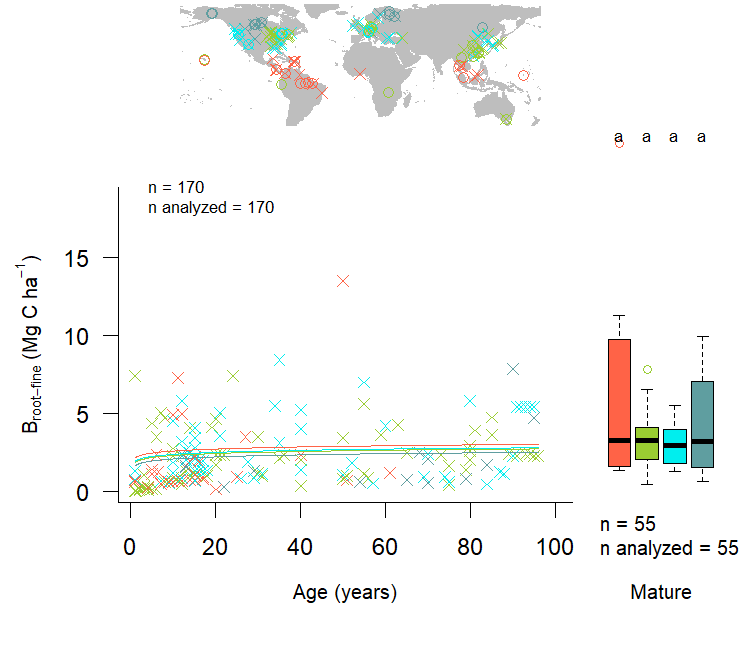 a a a a
n = 170
n analyzed = 170
15
10
5
0
B root−fine (Mg C ha−1)
0 20 40 60 80 100
Age (years)
n = 55
n analyzed = 55
Mature